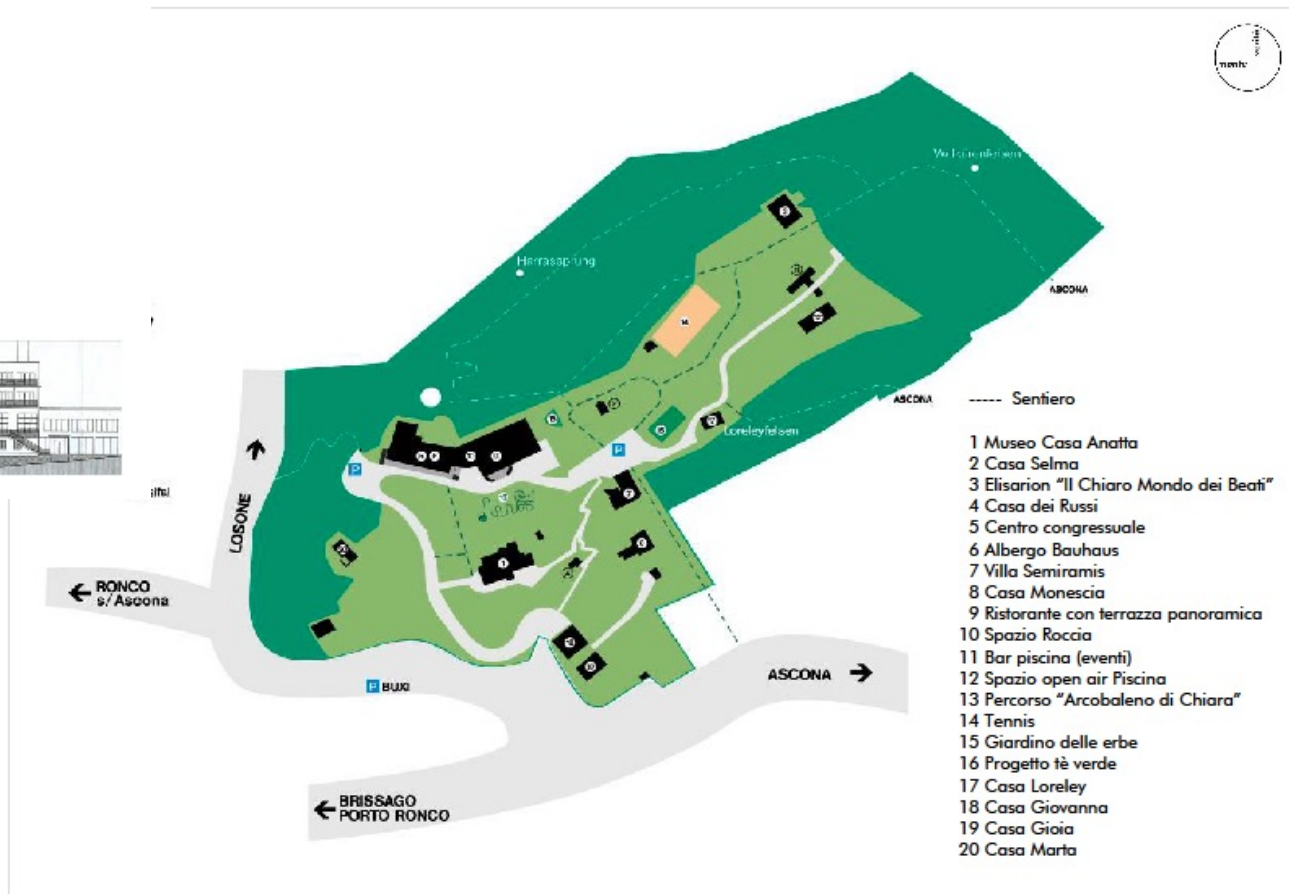 Harrassprung
ASCONA
ASCONA
Loreleyfelsen
P
P
LOSONE
RONCO
s/Ascona
P BUXI
ASCONA
BRISSAGO
PORTO RONCO
----- Sentiero
1 Museo Casa Anatta
2 Casa Selma
3 Elisarion “Il Chiaro Mondo dei Beati”
4 Casa dei Russi
5 Centro congressuale
6 Albergo Bauhaus
7 Villa Semiramis
8 Casa Monescia
9 Ristorante con terrazza panoramica
10 Spazio Roccia
11 Bar piscina (eventi)
12 Spazio open air Piscina
13 Percorso “Arcobaleno di Chiara”
14 Tennis
15 Giardino delle erbe
16 Progetto tè verde
17 Casa Loreley
18 Casa Giovanna
19 Casa Gioia
20 Casa Marta